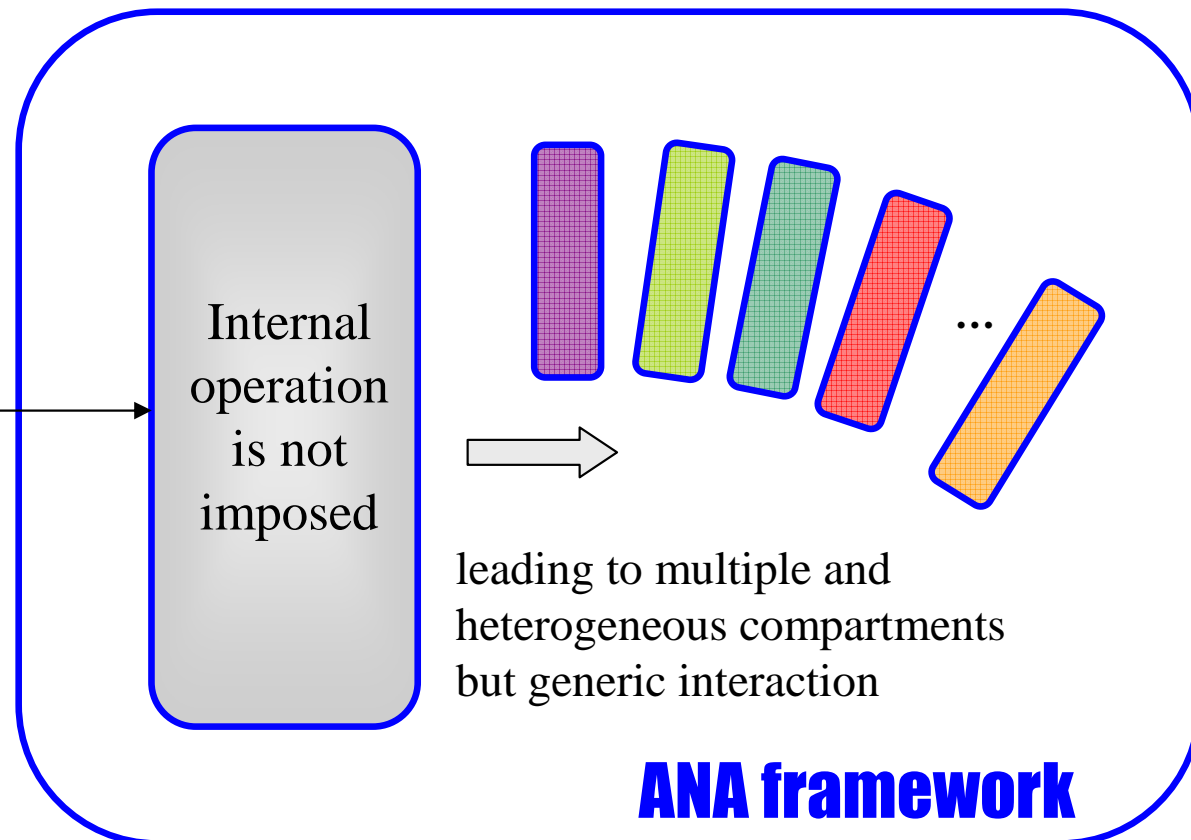 Internal
operation
is not
imposed
...
leading to multiple and
heterogeneous compartments
but generic interaction
ANA framework